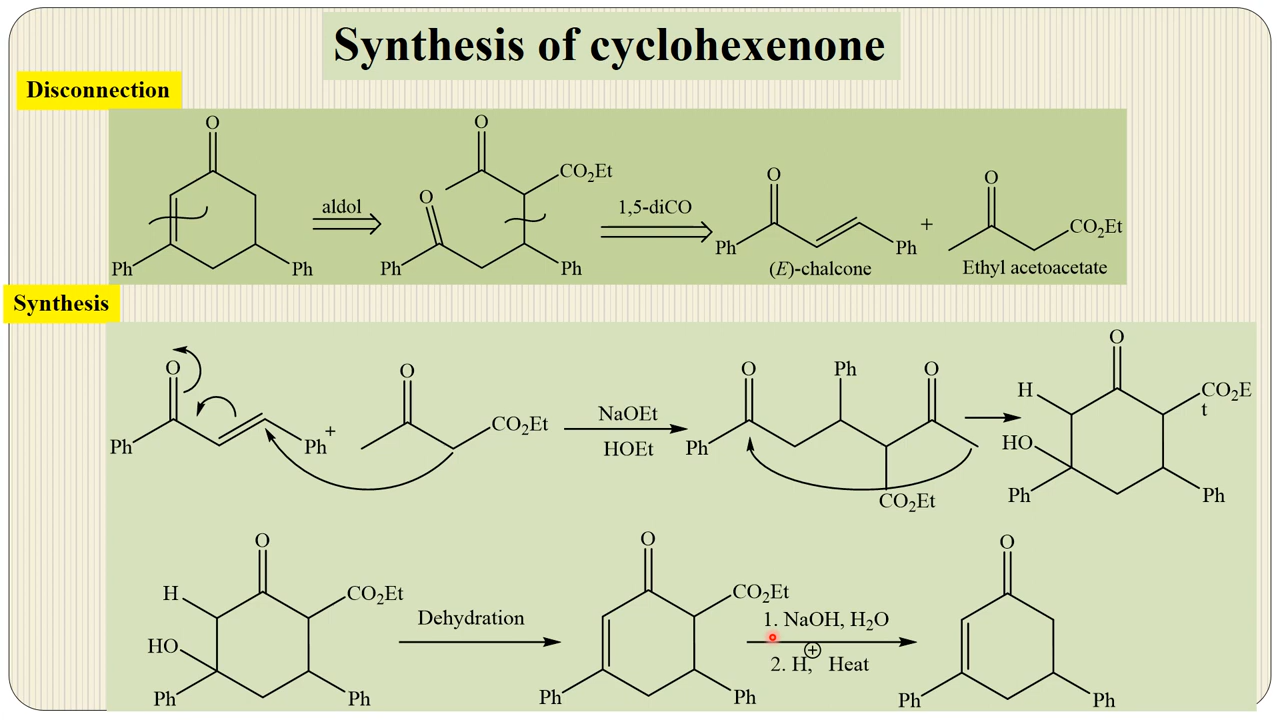 Synthesis of cyclohexenone
Disconnection
O
Ph
Ph
aldol
O
O
CO2Et
Ph
Ph
1,5-diCO
O
Ph
Ph
(E)-chalcone
+
O
CO2Et
Ethyl acetoacetate
Synthesis
O
Ph
Ph
+
O
CO2Et
NaOEt
HOEt
O
Ph
O
Ph
CO2Et
O
H
CO2E
t
HO
Ph
Ph
O
H
CO2Et
HO
Ph
Ph
Dehydration
O
CO2Et
Ph
Ph
1. NaOH, H2O
2. H,⊕ Heat
O
Ph
Ph